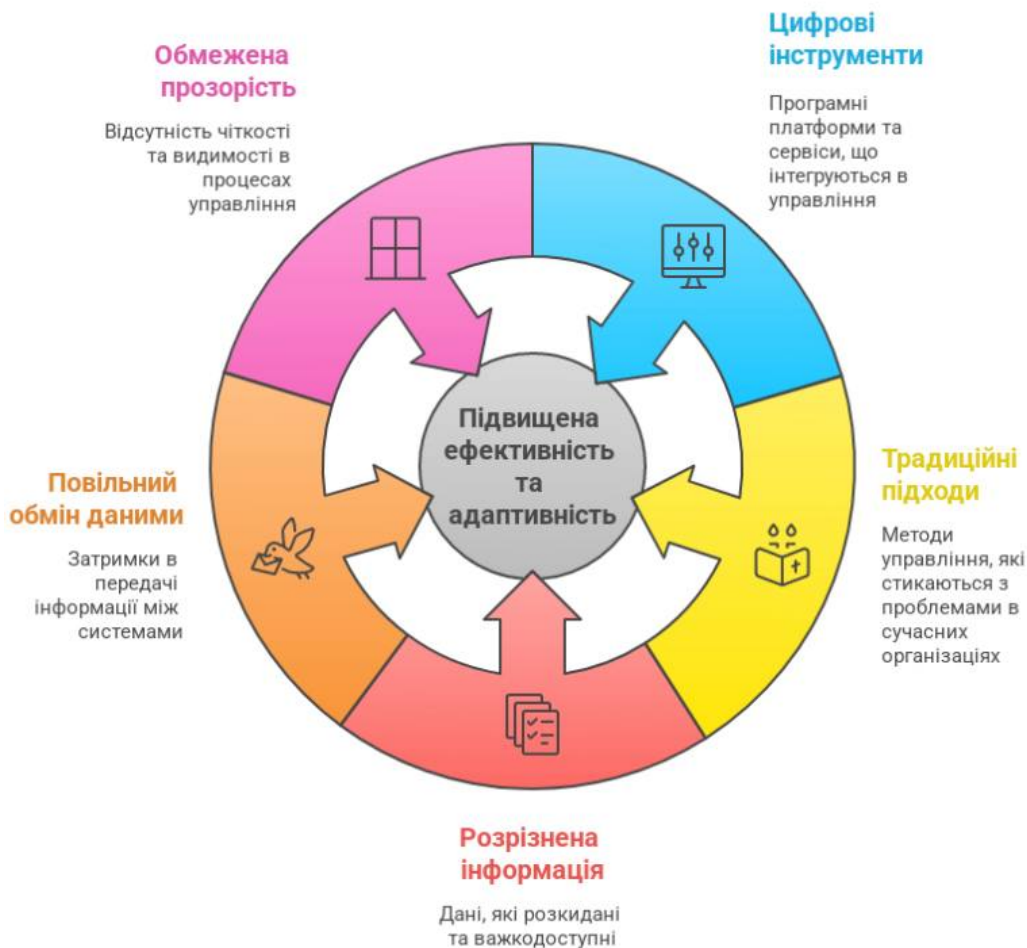 Цифрові
інструменти
Програмні
платформи та
сервіси, що
інтегруються в
управління
Обмежена
прозорість
Відсутність чіткості
та видимості в
процесах
управління
Підвищена
ефективність
та
адаптивність
Традиційні
підходи
Методи
управління, які
стикаються з
проблемами в
сучасних
організаціях
Повільний
обмін даними
Затримки в
передачі
інформації між
системами
Розрізнена
інформація
Дані, які розкидані
та важкодоступні